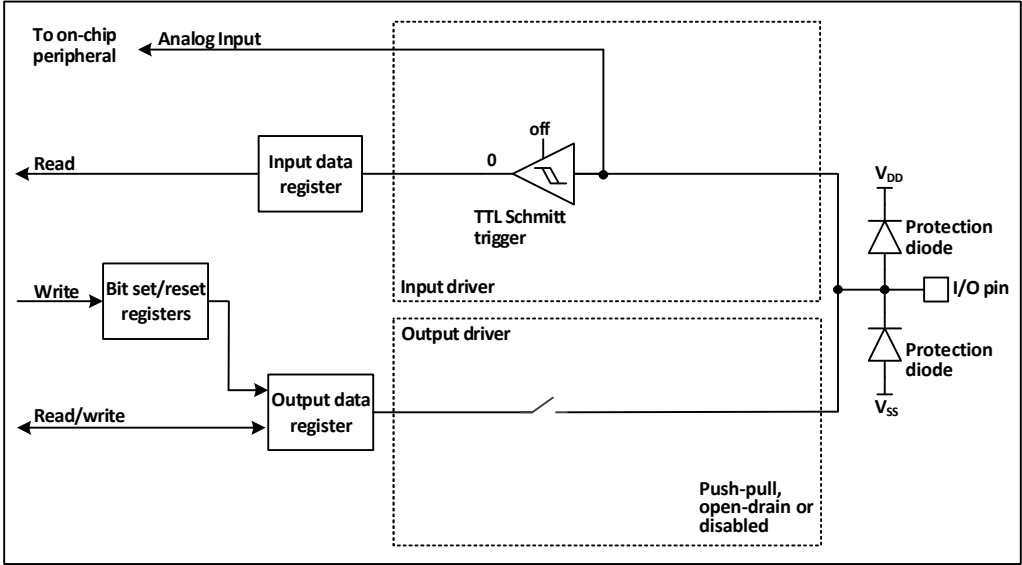 To on-chip
peripheral
Analog Input
off
Read
Input data
register
0
TTL Schmitt
trigger
VDD
Protection
diode
Input driver
I/O pin
Write
Bit set/reset
registers
Output driver
Protection
diode
VSS
Read/write
Output data
register
Push-pull,
open-drain or
disabled